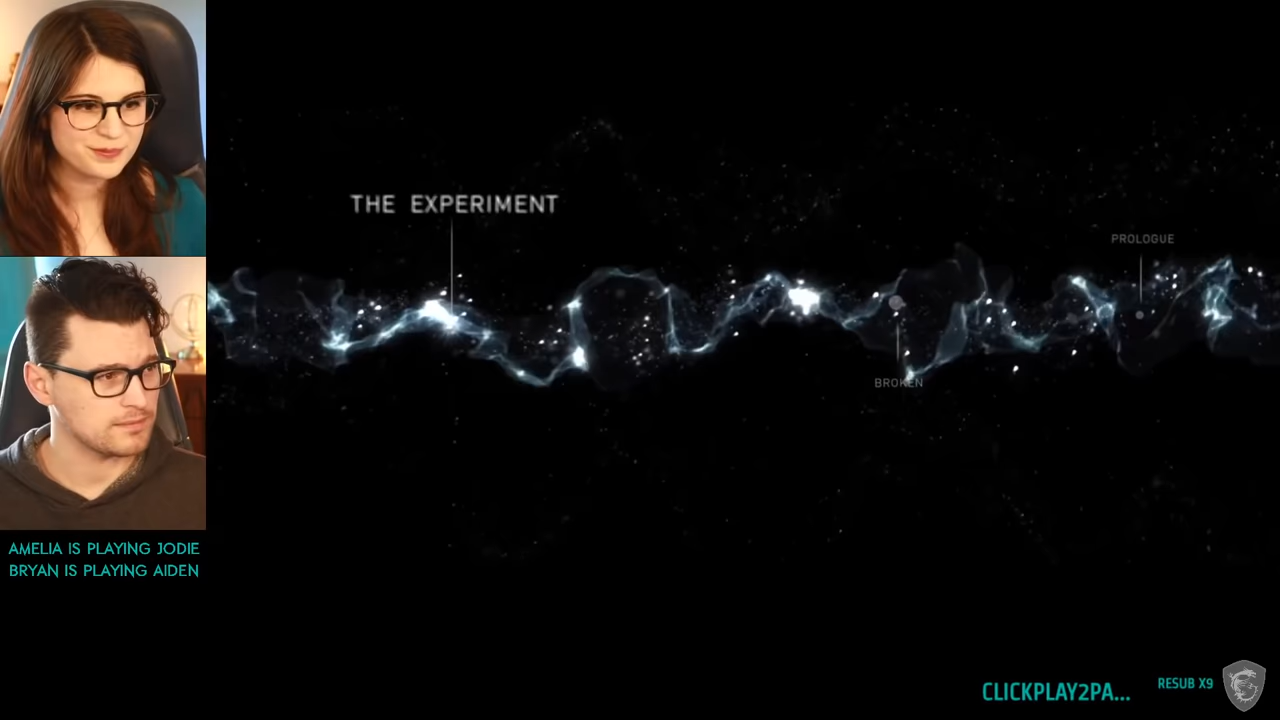 THE EXPERIMENT
PROLOGUE
BROKEN
AMELIA IS PLAYING JODIE
BRYAN IS PLAYING AIDEN
CLICKPLAY2PA...
RESUB X9